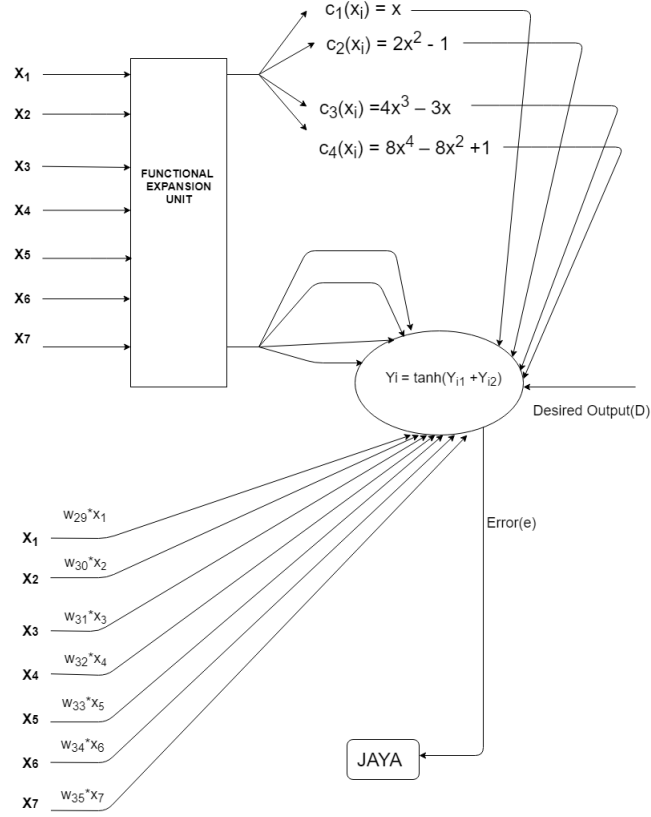 c₁(xᵢ) = x
c₂(xᵢ) = 2x² - 1
c₃(xᵢ) =4x³ – 3x
c₄(xᵢ) = 8x⁴ – 8x² +1
X₁
X₂
X₃
X₄
X₅
X₆
X₇
FUNCTIONAL
EXPANSION
UNIT
Yi = tanh(Yᵢ₁ +Yᵢ₂)
Desired Output(D)
Error(e)
JAYA
w₂₉*x₁
X₁
w₃₀*x₂
X₂
w₃₁*x₃
X₃
w₃₂*x₄
X₄
w₃₃*x₅
X₅
w₃₄*x₆
X₆
w₃₅*x₇
X₇